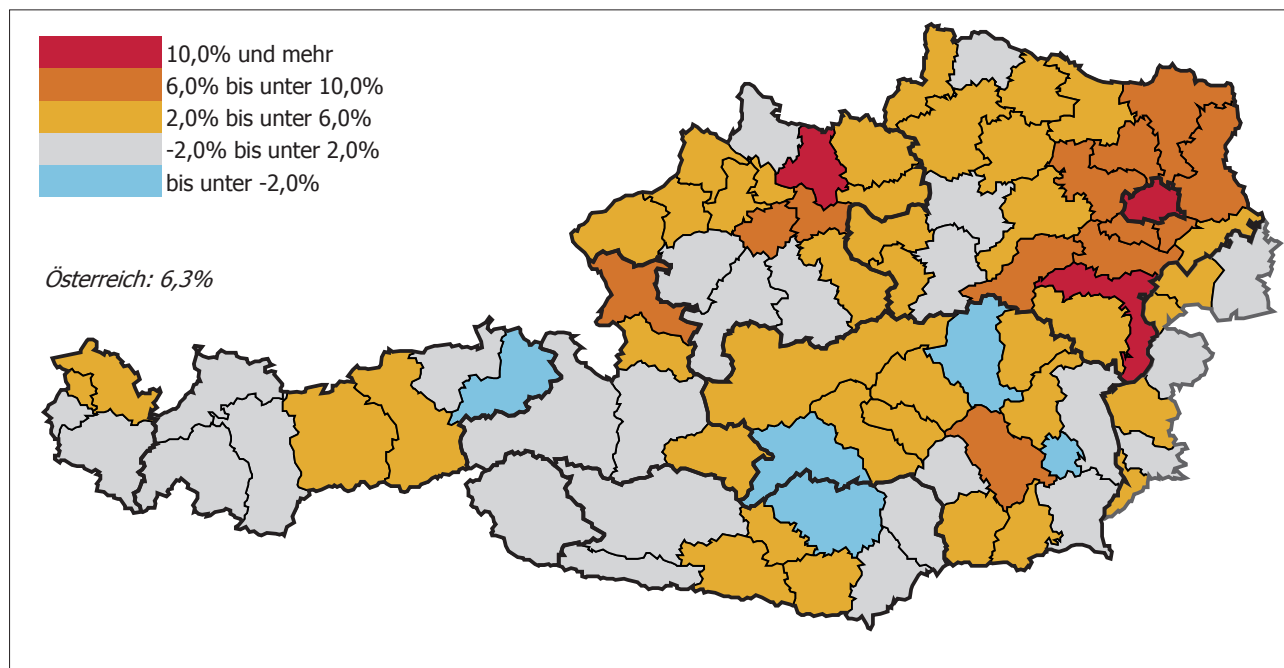 10,0% und mehr
6,0% bis unter 10,0%
2,0% bis unter 6,0%
-2,0% bis unter 2,0%
bis unter -2,0%
Österreich: 6,3%